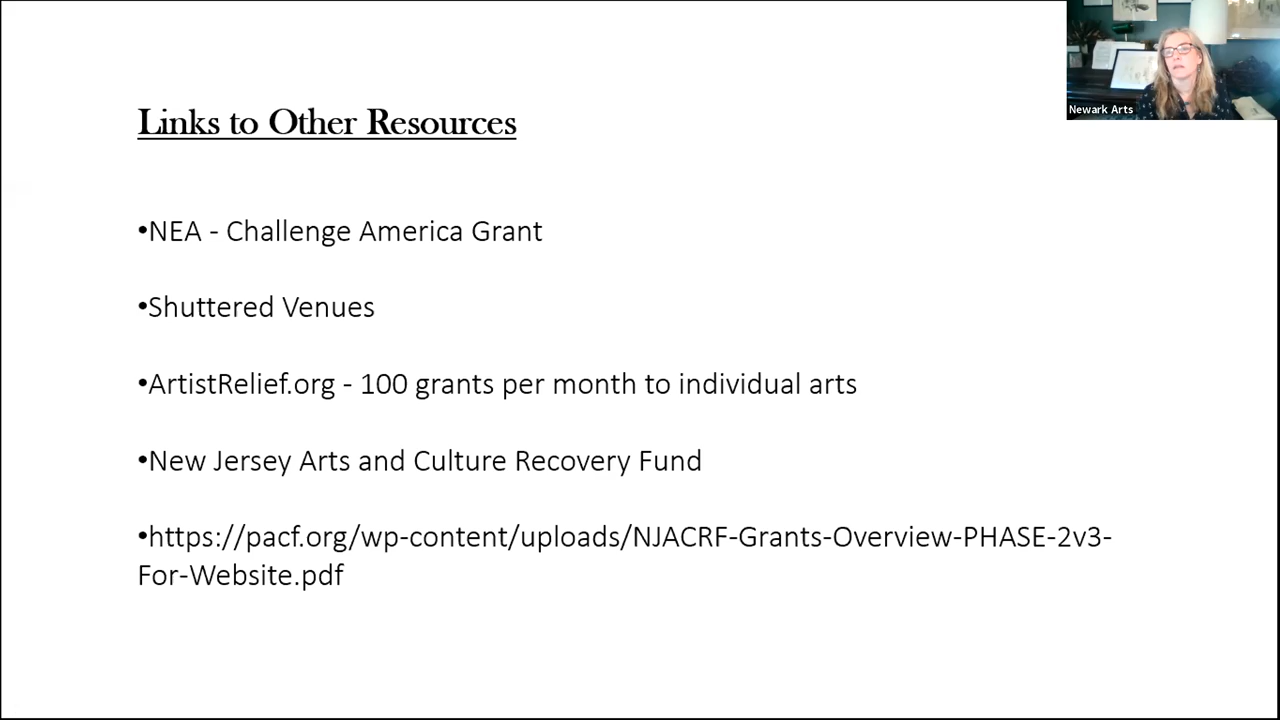 Newark Arts
Links to Other Resources
•NEA - Challenge America Grant
•Shuttered Venues
•ArtistRelief.org - 100 grants per month to individual arts
•New Jersey Arts and Culture Recovery Fund
•https://pacf.org/wp-content/uploads/NJACRF-Grants-Overview-PHASE-2v3-
For-Website.pdf